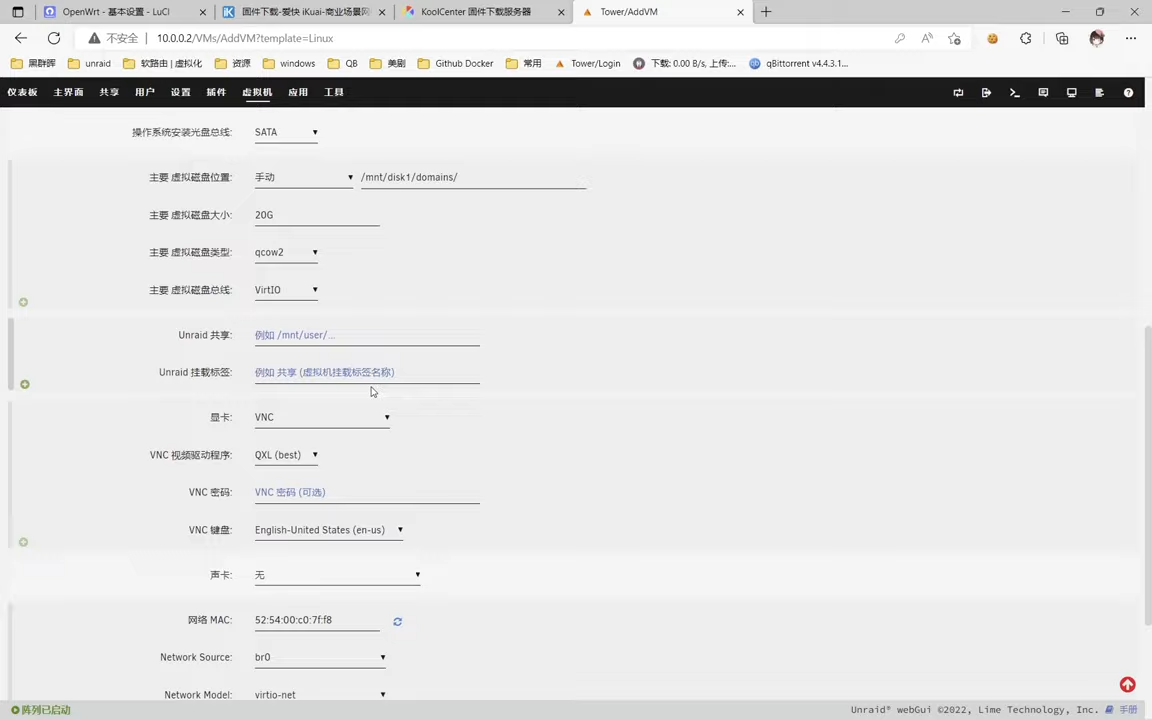 OpenWrt - 基本设置 - LuCI
固件下载-爱快 iKuai-商业场景网
KoolCenter 固件下载服务器
Tower/AddVM
不安全 10.0.0.2/VMs/AddVM?template=Linux
黑群晖 unraid 软路由 | 虚拟化 资源 windows QB 美剧 Github Docker 常用 Tower/Login 下载: 0.00 B/s, 上传:... qBittorrent v4.4.3.1...
仪表板 主界面 共享 用户 设置 插件 虚拟机 应用 工具
操作系统安装光盘总线: SATA
主要 虚拟磁盘位置: 手动 /mnt/disk1/domains/
主要 虚拟磁盘大小: 20G
主要 虚拟磁盘类型: qcow2
主要 虚拟磁盘总线: VirtIO
Unraid 共享: 例如 /mnt/user/...
Unraid 挂载标签: 例如 共享 (虚拟机挂载标签名称)
显卡: VNC
VNC 视频驱动程序: QXL (best)
VNC 密码: VNC 密码 (可选)
VNC 键盘: English-United States (en-us)
声卡: 无
网络 MAC: 52:54:00:c0:7f:f8
Network Source: br0
Network Model: virtio-net
阵列已启动
Unraid® webGui ©2022, Lime Technology, Inc. 手册